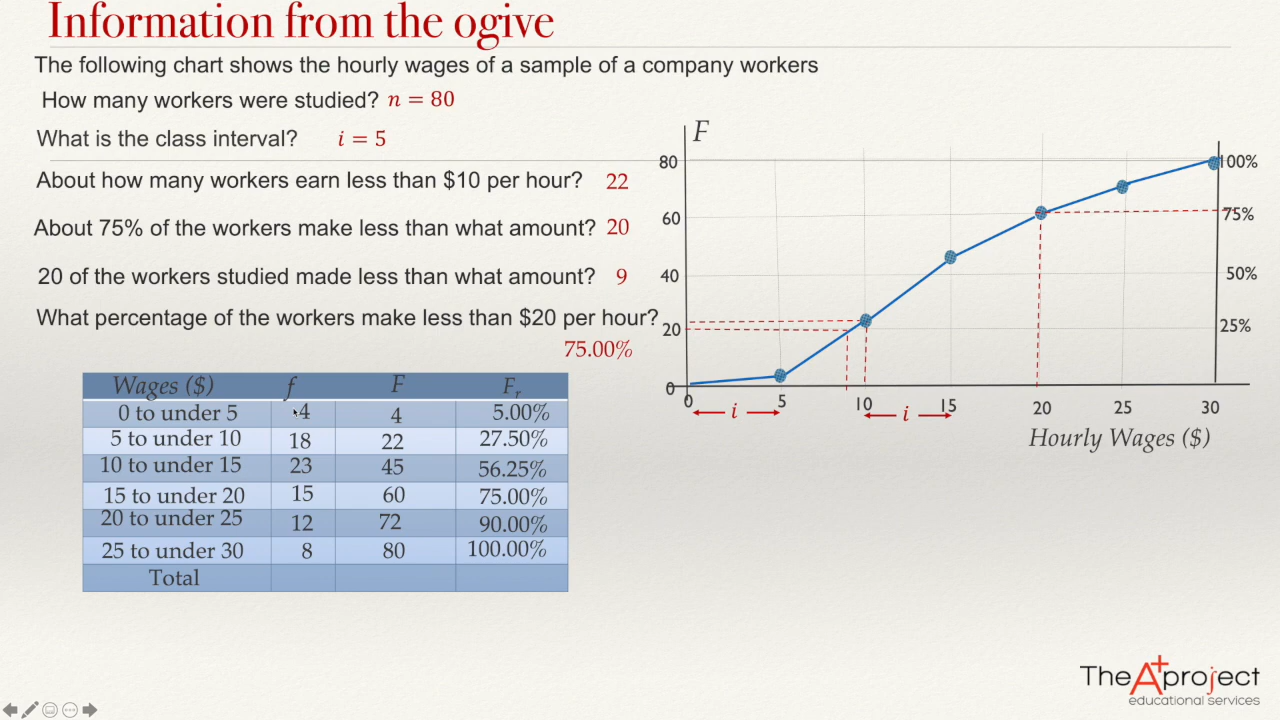 Information from the ogive
The following chart shows the hourly wages of a sample of a company workers
How many workers were studied? n = 80
What is the class interval? i = 5
About how many workers earn less than $10 per hour? 22
About 75% of the workers make less than what amount? 20
20 of the workers studied made less than what amount? 9
What percentage of the workers make less than $20 per hour?
75.00%
Wages ($) f F Fr
0 to under 5 4 4 5.00%
5 to under 10 18 22 27.50%
10 to under 15 23 45 56.25%
15 to under 20 15 60 75.00%
20 to under 25 12 72 90.00%
25 to under 30 8 80 100.00%
Total
F
80 100%
60 75%
40 50%
20 25%
0
0 5 10 15 20 25 30
i i
Hourly Wages ($)
The A+ project
educational services